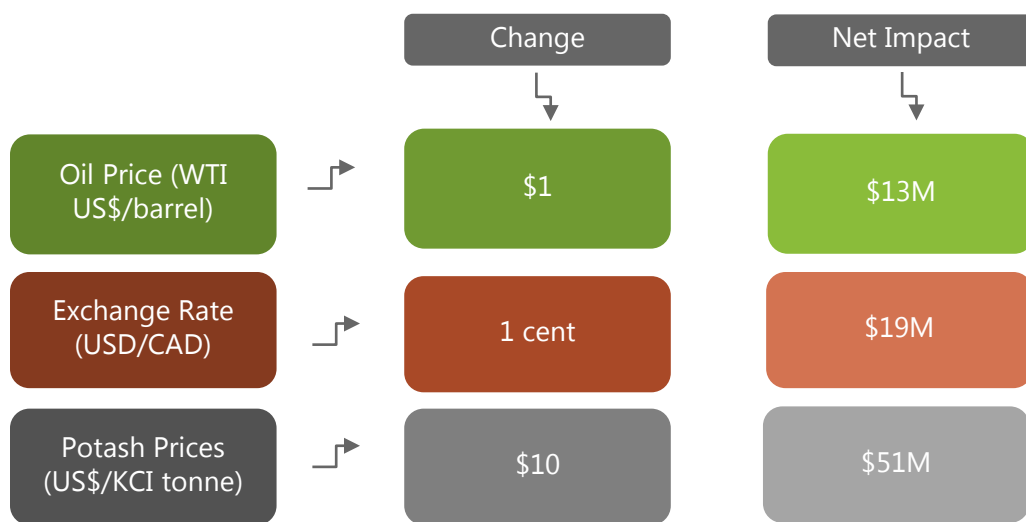 Change
Net Impact
Oil Price (WTI
US$/barrel)
$1
$13M
Exchange Rate
(USD/CAD)
1 cent
$19M
Potash Prices
(US$/KCI tonne)
$10
$51M